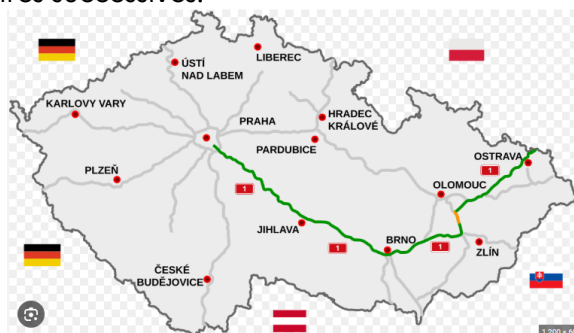 LIBEREC
ÚSTÍ
NAD LABEM
KARLOVY VARY
PRAHA
HRADEC
KRÁLOVÉ
PARDUBICE
OSTRAVA
PLZEŇ
1
1
OLOMOUC
JIHLAVA
BRNO
1
1
ZLÍN
ČESKÉ
BUDĚJOVICE